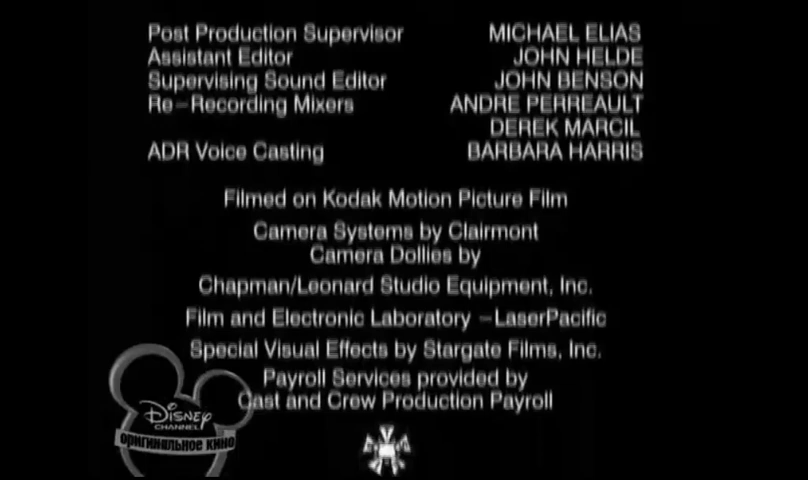 Post Production Supervisor MICHAEL ELIAS
Assistant Editor JOHN HELDE
Supervising Sound Editor JOHN BENSON
Re-Recording Mixers ANDRE PERREAULT
DEREK MARCIL
ADR Voice Casting BARBARA HARRIS
Filmed on Kodak Motion Picture Film
Camera Systems by Clairmont
Camera Dollies by
Chapman/Leonard Studio Equipment, Inc.
Film and Electronic Laboratory -LaserPacific
Special Visual Effects by Stargate Films, Inc.
Payroll Services provided by
Cast and Crew Production Payroll
DISNEY
CHANNEL
ОРИГИНАЛЬНОЕ КИНО